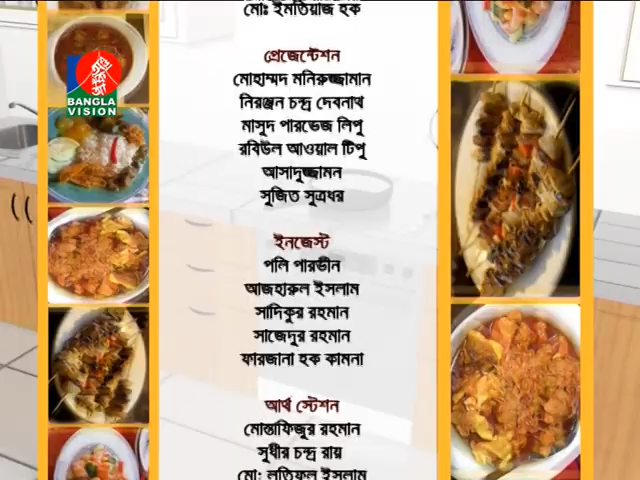 মোঃ ইমতিয়াজ হক
প্রেজেন্টেশন
মোহাম্মদ মনিরুজ্জামান
নিরঞ্জন চন্দ্র দেবনাথ
মাসুদ পারভেজ লিপু
রবিউল আওয়াল টিপু
আসাদুজ্জামন
সুজিত সুত্রধর
ইনজেস্ট
পলি পারভীন
আজহারুল ইসলাম
সাদিকুর রহমান
সাজেদুর রহমান
ফারজানা হক কামনা
আর্থ স্টেশন
মোস্তাফিজুর রহমান
সুধীর চন্দ্র রায়
মো: লতিফুল ইসলাম
BANGLA
VISION